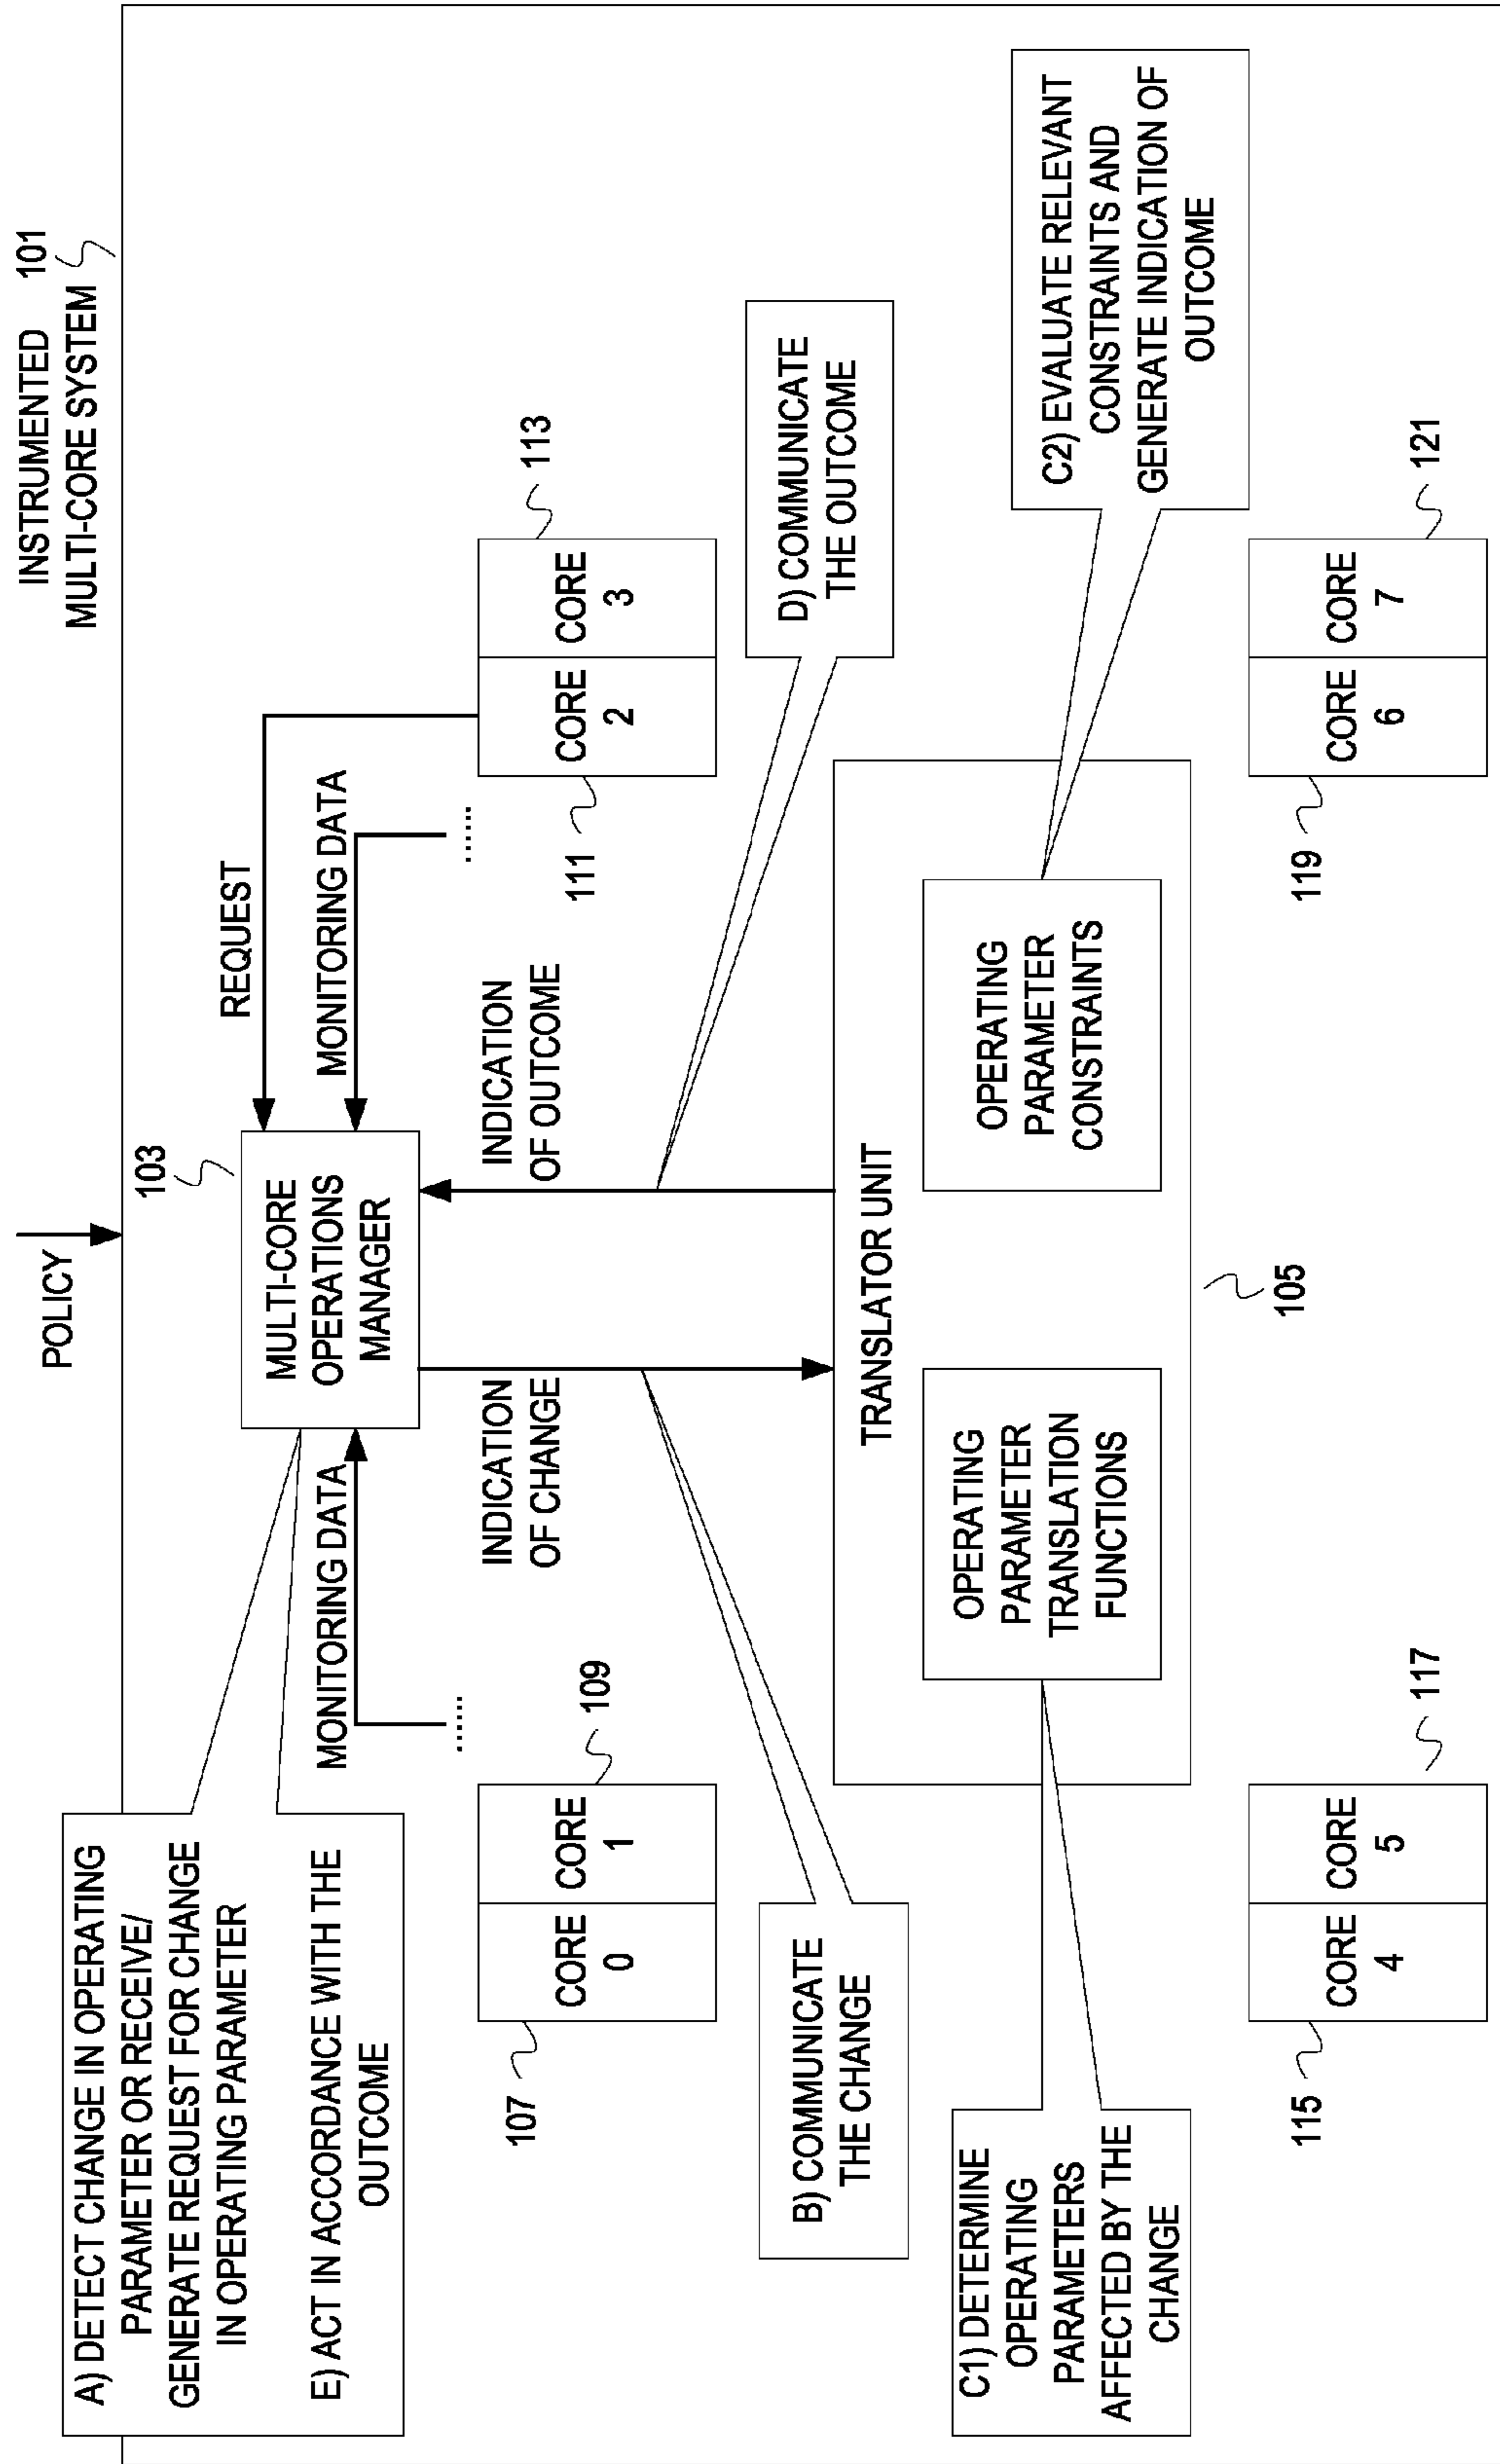 INSTRUMENTED 101
MULTI-CORE SYSTEM
POLICY
A) DETECT CHANGE IN OPERATING
PARAMETER OR RECEIVE/
GENERATE REQUEST FOR CHANGE
IN OPERATING PARAMETER
E) ACT IN ACCORDANCE WITH THE
OUTCOME
103
MULTI-CORE
OPERATIONS
MANAGER
REQUEST
MONITORING DATA
MONITORING DATA
.....
.....
INDICATION
OF CHANGE
INDICATION
OF OUTCOME
CORE
0
CORE
1
107
109
CORE
2
CORE
3
111
113
B) COMMUNICATE
THE CHANGE
D) COMMUNICATE
THE OUTCOME
TRANSLATOR UNIT
OPERATING
PARAMETER
TRANSLATION
FUNCTIONS
OPERATING
PARAMETER
CONSTRAINTS
105
C1) DETERMINE
OPERATING
PARAMETERS
AFFECTED BY THE
CHANGE
C2) EVALUATE RELEVANT
CONSTRAINTS AND
GENERATE INDICATION OF
OUTCOME
CORE
4
CORE
5
115
117
CORE
6
CORE
7
119
121